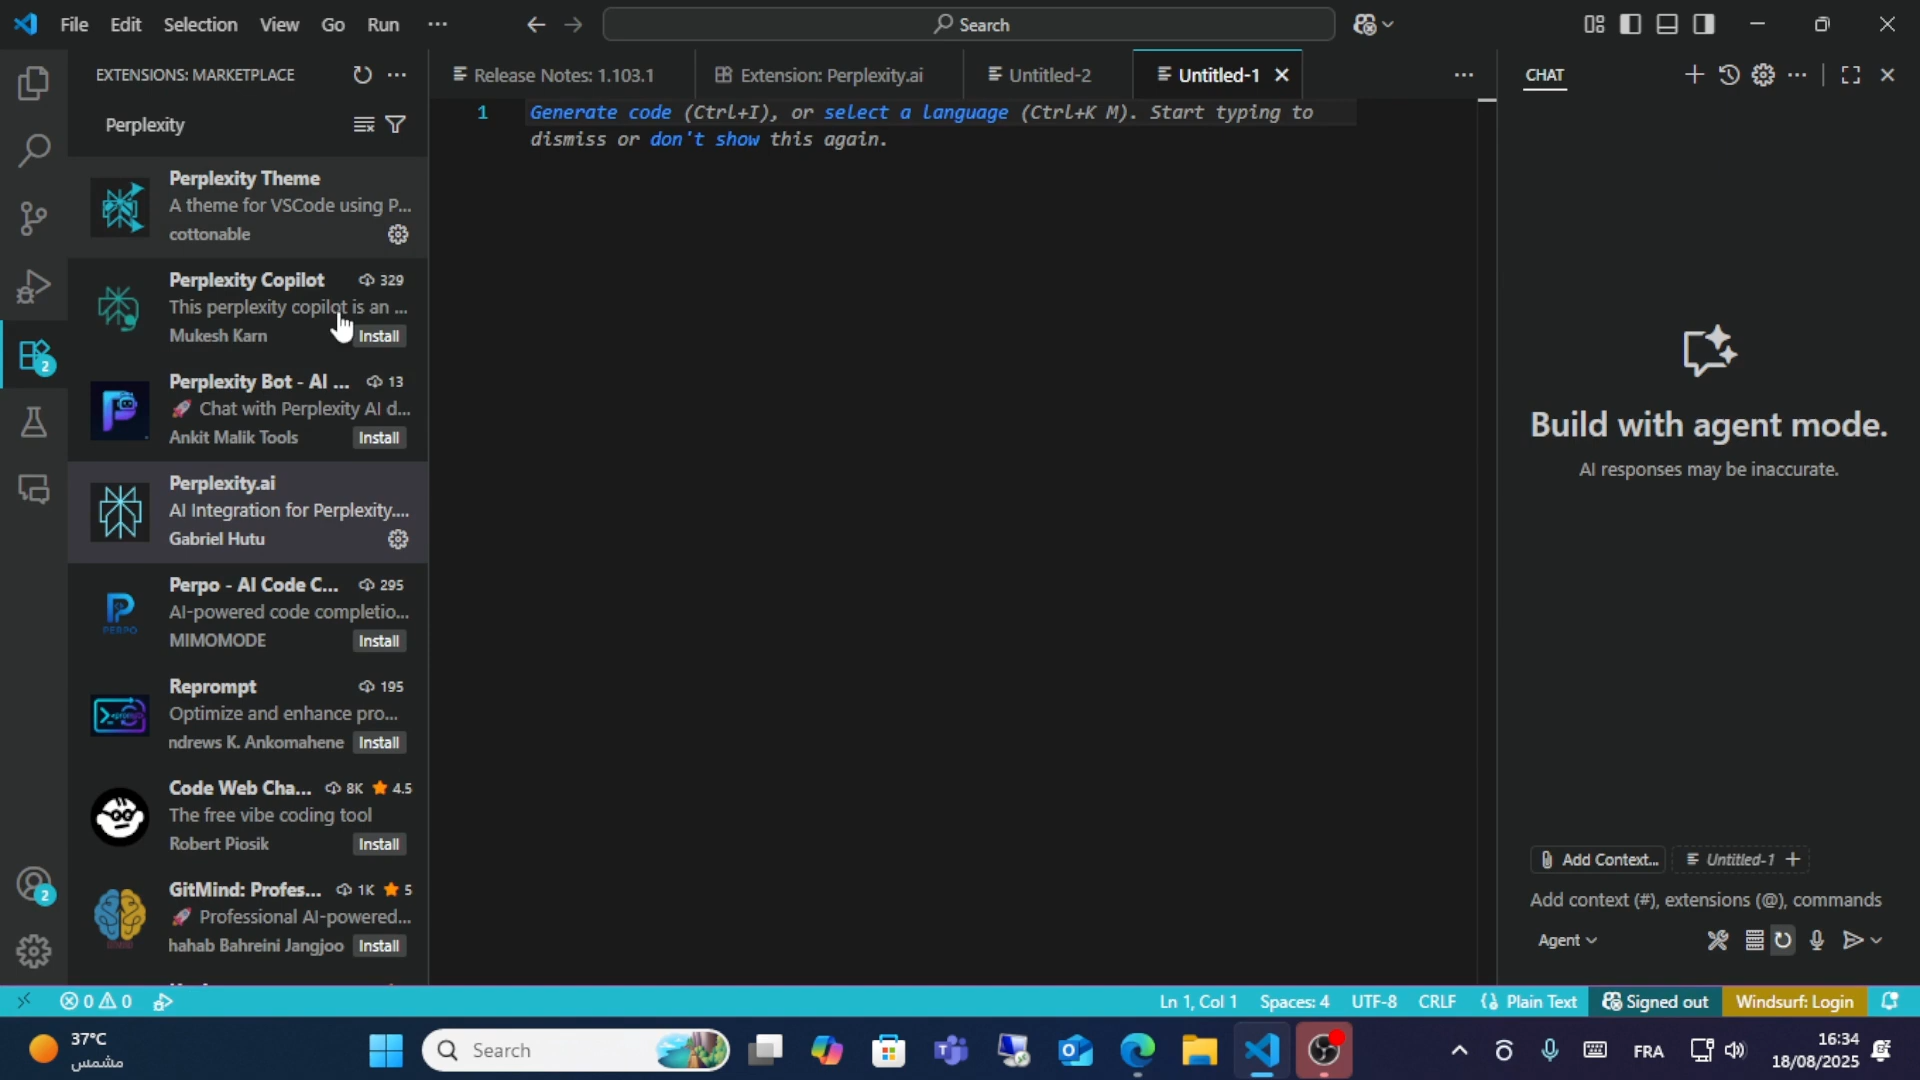 File Edit Selection View Go Run ···
Search
EXTENSIONS: MARKETPLACE
Perplexity
Perplexity Theme
A theme for VSCode using P...
cottonable
Perplexity Copilot 329
This perplexity copilot is an ...
Mukesh Karn Install
Perplexity Bot - AI ... 13
🚀 Chat with Perplexity AI d...
Ankit Malik Tools Install
Perplexity.ai
AI Integration for Perplexity....
Gabriel Hutu
Perpo - AI Code C... 295
AI-powered code completio...
MIMOMODE Install
PERPO
Reprompt 195
Optimize and enhance pro...
ndrews K. Ankomahene Install
Code Web Cha... 8K ★ 4.5
The free vibe coding tool
Robert Piosik Install
GitMind: Profes... 1K ★ 5
🚀 Professional AI-powered...
hahab Bahreini Jangjoo Install
2
2
Release Notes: 1.103.1 Extension: Perplexity.ai Untitled-2 Untitled-1
1 Generate code (Ctrl+I), or select a language (Ctrl+K M). Start typing to
dismiss or don't show this again.
CHAT
Build with agent mode.
AI responses may be inaccurate.
Add Context... Untitled-1 +
Add context (#), extensions (@), commands
Agent
0 0 Ln 1, Col 1 Spaces: 4 UTF-8 CRLF {} Plain Text Signed out Windsurf: Login
37°C
مشمس
Search
FRA
16:34
18/08/2025